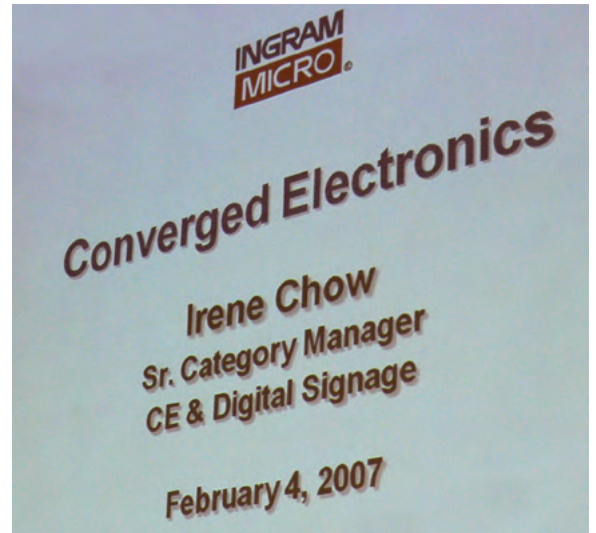 INGRAM
MICRO®
Converged Electronics
Irene Chow
Sr. Category Manager
CE & Digital Signage
February 4, 2007